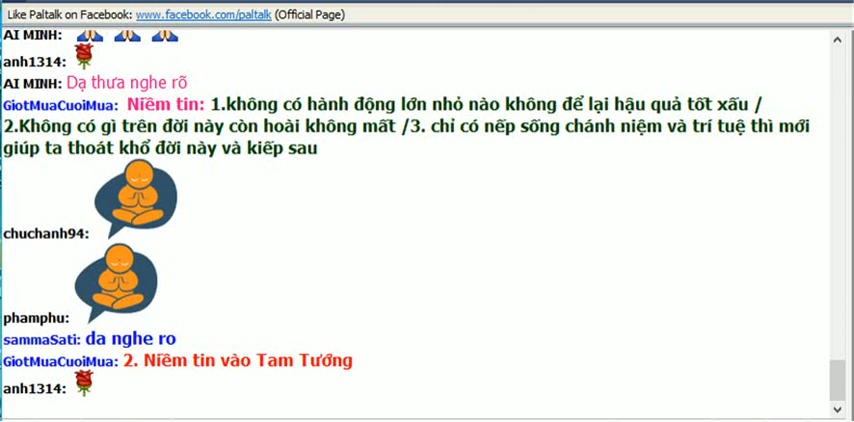 Like Paltalk on Facebook: www.facebook.com/paltalk (Official Page)
AI MINH:
anh1314:
AI MINH: Dạ thưa nghe rõ
GiotMuaCuoiMua: Niềm tin: 1.không có hành động lớn nhỏ nào không để lại hậu quả tốt xấu /
2.Không có gì trên đời này còn hoài không mất /3. chỉ có nếp sống chánh niệm và trí tuệ thì mới
giúp ta thoát khổ đời này và kiếp sau
chuchanh94:
phamphu:
sammaSati: da nghe ro
GiotMuaCuoiMua: 2. Niềm tin vào Tam Tướng
anh1314: